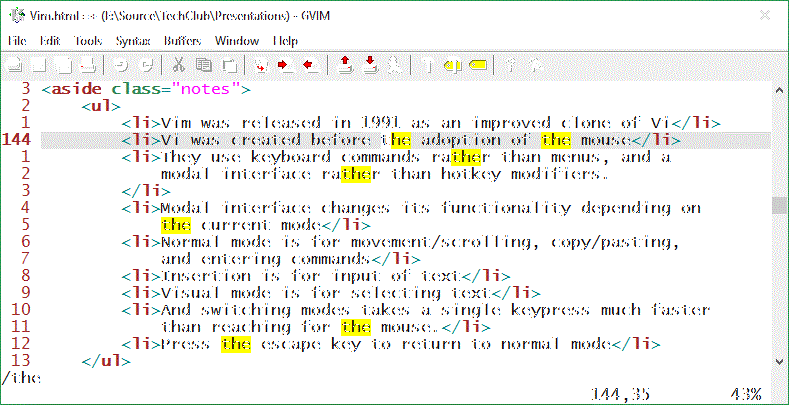 Vim.html += (E:\Source\TechClub\Presentations) - GVIM
File Edit Tools Syntax Buffers Window Help
3 <aside class="notes">
2 <ul>
1 <li>Vim was released in 1991 as an improved clone of Vi</li>
144 <li>Vi was created before the adoption of the mouse</li>
1 <li>They use keyboard commands rather than menus, and a
2 modal interface rather than hotkey modifiers.
3 </li>
4 <li>Modal interface changes its functionality depending on
5 the current mode</li>
6 <li>Normal mode is for movement/scrolling, copy/pasting,
7 and entering commands</li>
8 <li>Insertion is for input of text</li>
9 <li>Visual mode is for selecting text</li>
10 <li>And switching modes takes a single keypress much faster
11 than reaching for the mouse.</li>
12 <li>Press the escape key to return to normal mode</li>
13 </ul>
/the
144,35 43%